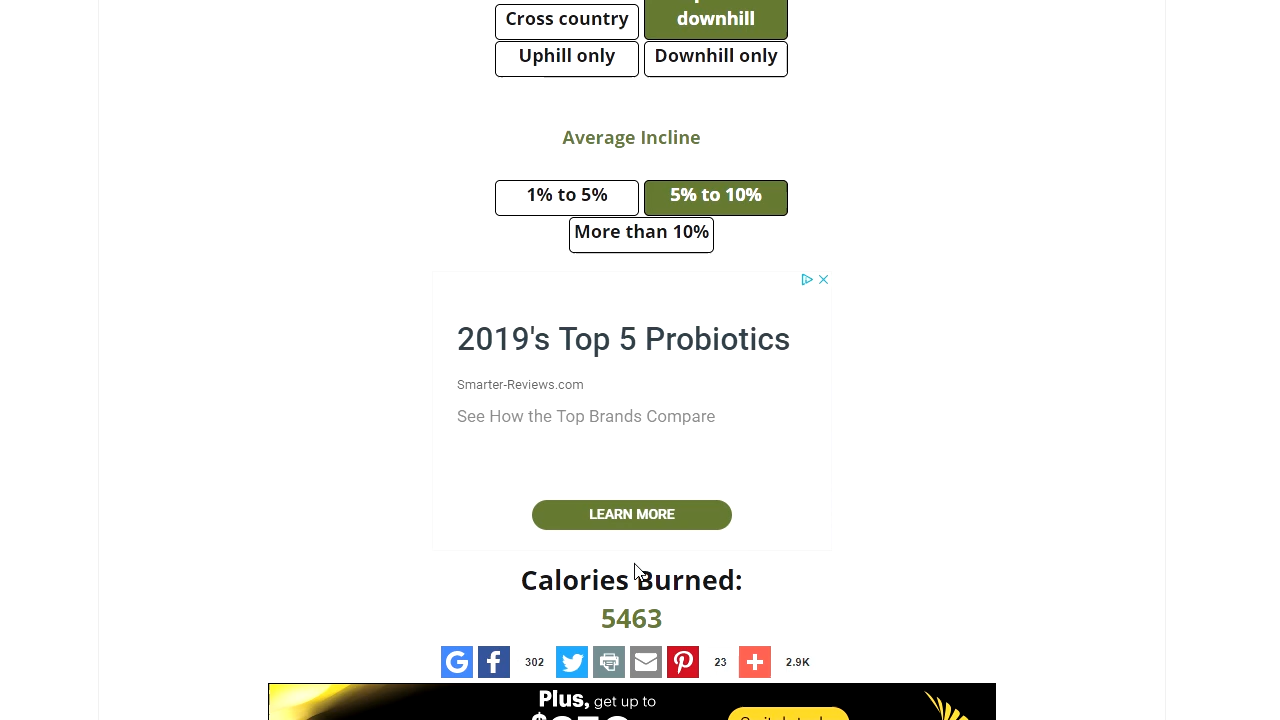 Cross country
downhill
Uphill only
Downhill only
Average Incline
1% to 5%
5% to 10%
More than 10%
2019's Top 5 Probiotics
Smarter-Reviews.com
See How the Top Brands Compare
LEARN MORE
Calories Burned:
5463
302
23
2.9K
Plus, get up to